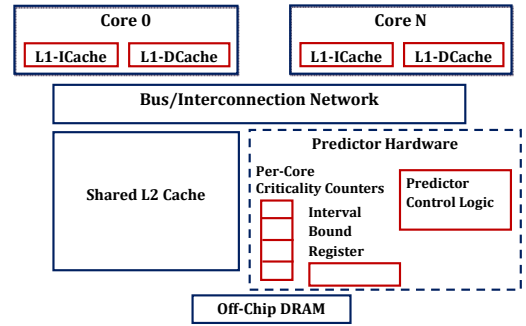 Core 0
Core N
L1-ICache
L1-DCache
L1-ICache
L1-DCache
Bus/Interconnection Network
Shared L2 Cache
Predictor Hardware
Per-Core
Criticality Counters
Interval
Bound
Register
Predictor
Control Logic
Off-Chip DRAM